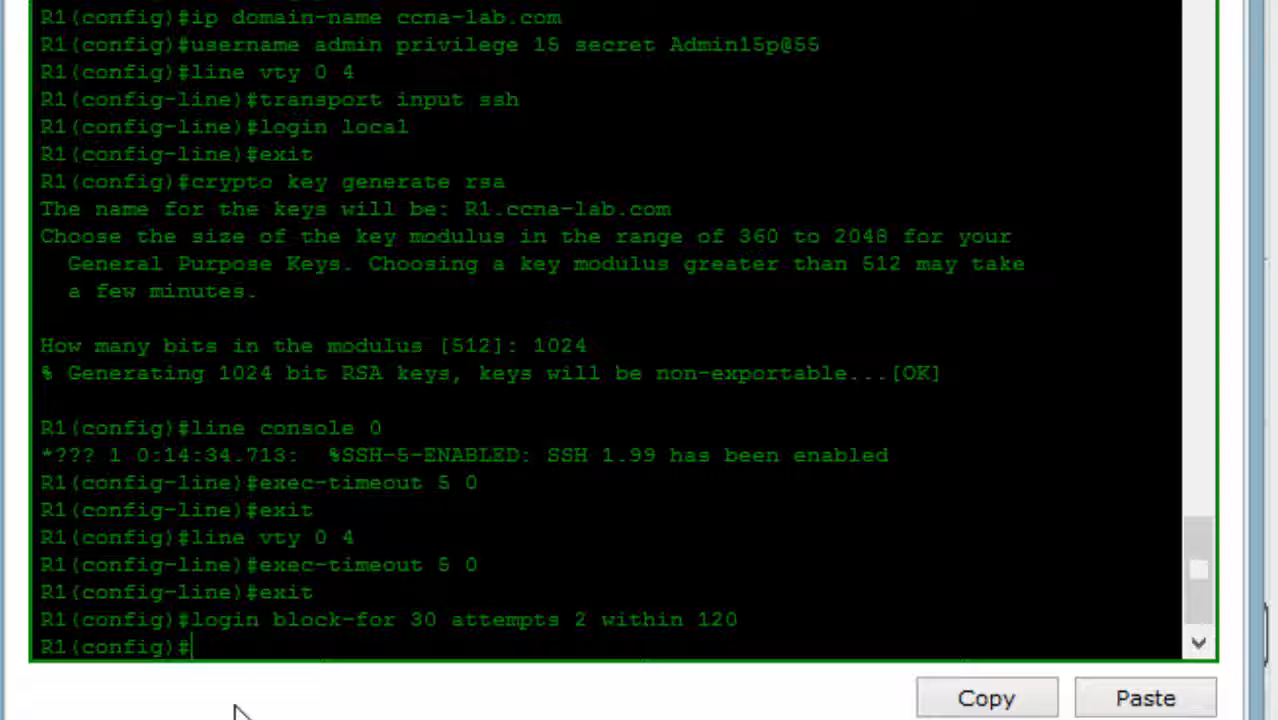 R1(config)#ip domain-name ccna-lab.com
R1(config)#username admin privilege 15 secret Admin15p@55
R1(config)#line vty 0 4
R1(config-line)#transport input ssh
R1(config-line)#login local
R1(config-line)#exit
R1(config)#crypto key generate rsa
The name for the keys will be: R1.ccna-lab.com
Choose the size of the key modulus in the range of 360 to 2048 for your
General Purpose Keys. Choosing a key modulus greater than 512 may take
a few minutes.
How many bits in the modulus [512]: 1024
% Generating 1024 bit RSA keys, keys will be non-exportable...[OK]
R1(config)#line console 0
*??? 1 0:14:34.713:  %SSH-5-ENABLED: SSH 1.99 has been enabled
R1(config-line)#exec-timeout 5 0
R1(config-line)#exit
R1(config)#line vty 0 4
R1(config-line)#exec-timeout 5 0
R1(config-line)#exit
R1(config)#login block-for 30 attempts 2 within 120
R1(config)#
Copy Paste